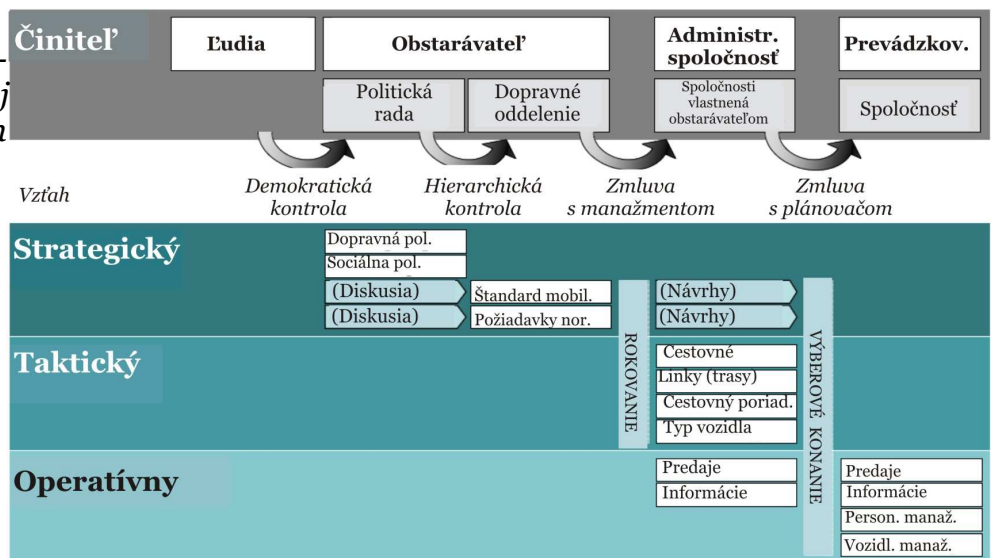 Činiteľ
Ľudia
Obstarávateľ
Administr.
spoločnosť
Prevádzkov.
Politická
rada
Dopravné
oddelenie
Spoločnosti
vlastnená
obstarávateľom
Spoločnosť
Vzťah
Demokratická
kontrola
Hierarchická
kontrola
Zmluva
s manažmentom
Zmluva
s plánovačom
Strategický
Dopravná pol.
Sociálna pol.
(Diskusia)
Štandard mobil.
(Návrhy)
(Diskusia)
Požiadavky nor.
(Návrhy)
ROKOVANIE
VÝBEROVÉ KONANIE
Taktický
Cestovné
Linky (trasy)
Cestovný poriad.
Typ vozidla
Operatívny
Predaje
Informácie
Predaje
Informácie
Person. manaž.
Vozidl. manaž.